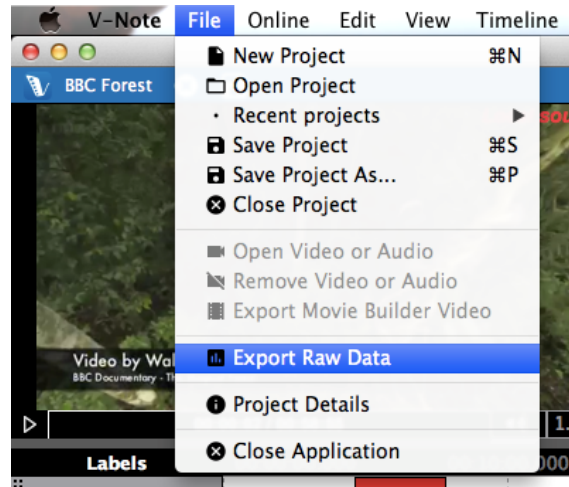 V-Note File Online Edit View Timeline
BBC Forest
New Project ⌘N
Open Project
Recent projects
Save Project ⌘S
Save Project As... ⌘P
Close Project
Open Video or Audio
Remove Video or Audio
Export Movie Builder Video
Export Raw Data
Video by Wal
BBC Documentary - Th
Project Details
1.
Close Application
Labels